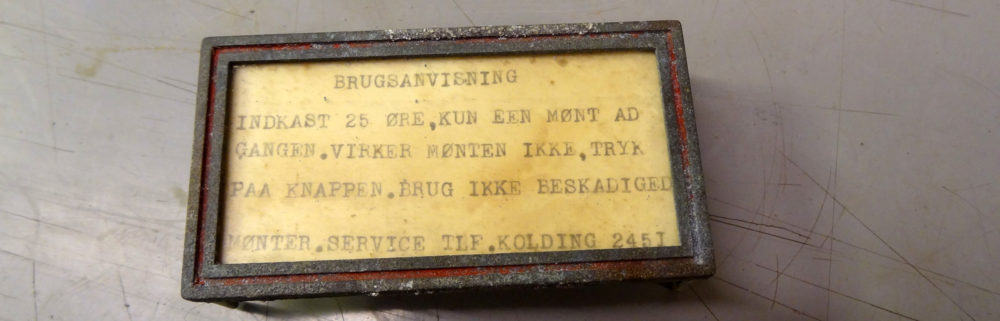 BRUGSANVISNING
INDKAST 25 ØRE,KUN EEN MØNT AD
GANGEN.VIRKER MØNTEN IKKE,TRYK
PAA KNAPPEN.BRUG IKKE BESKADIGED
MØNTER.SERVICE TLF.KOLDING 2451